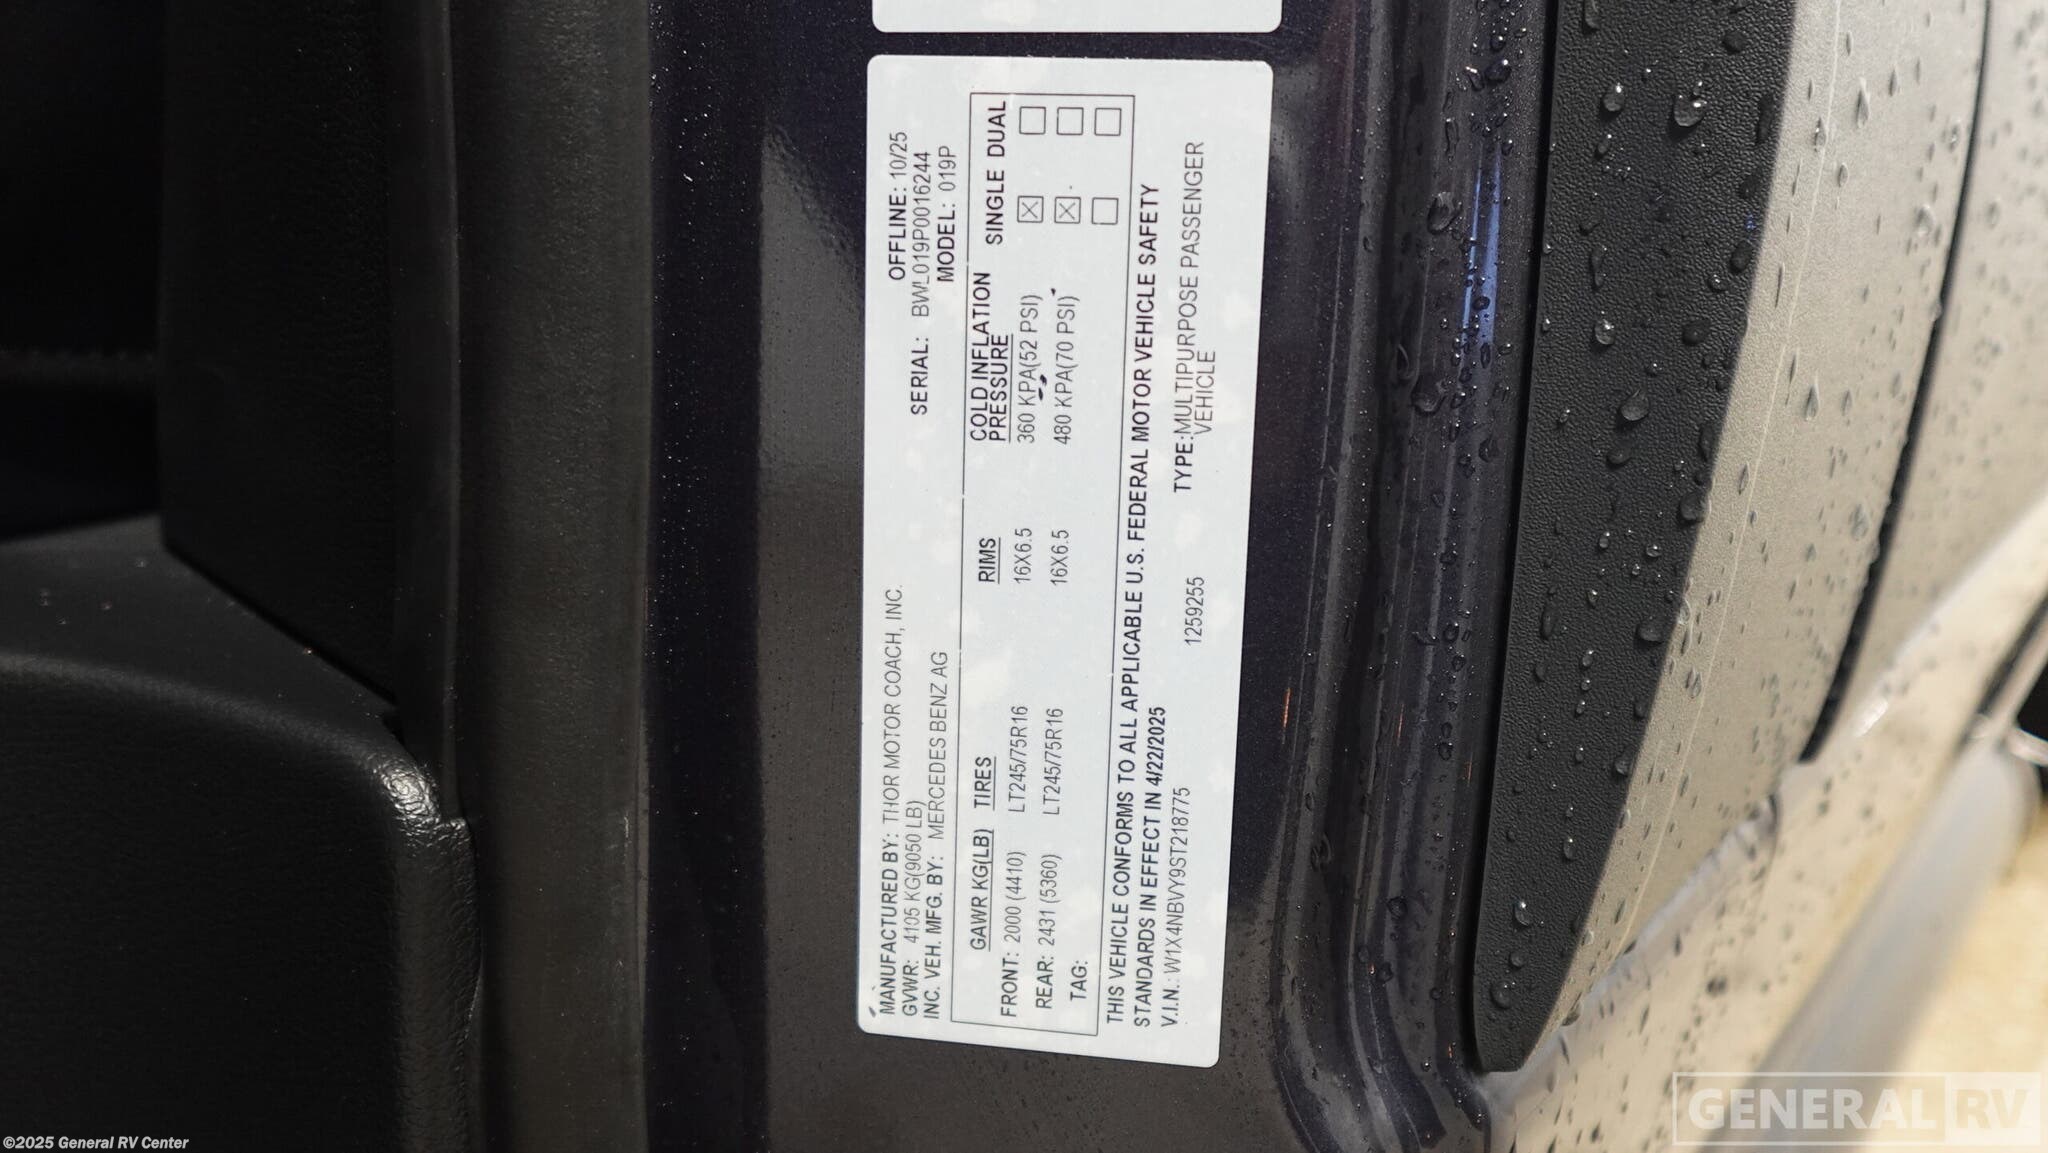 MANUFACTURED BY: THOR MOTOR COACH, INC. OFFLINE: 10/25
GVWR: 4105 KG(9050 LB) SERIAL: BWL019P0016244
INC. VEH. MFG. BY: MERCEDES BENZ AG MODEL: 019P
GAWR KG(LB) TIRES RIMS COLD INFLATION PRESSURE SINGLE DUAL
FRONT: 2000 (4410) LT245/75R16 16X6.5 360 KPA(52 PSI) ☒ ☐
REAR: 2431 (5360) LT245/75R16 16X6.5 480 KPA(70 PSI) ☒ ☐
TAG: ☐ ☐
THIS VEHICLE CONFORMS TO ALL APPLICABLE U.S. FEDERAL MOTOR VEHICLE SAFETY
STANDARDS IN EFFECT IN 4/22/2025
V.I.N.: W1X4NBVY9ST218775 1259255 TYPE: MULTIPURPOSE PASSENGER
VEHICLE
©2025 General RV Center
GENERAL RV